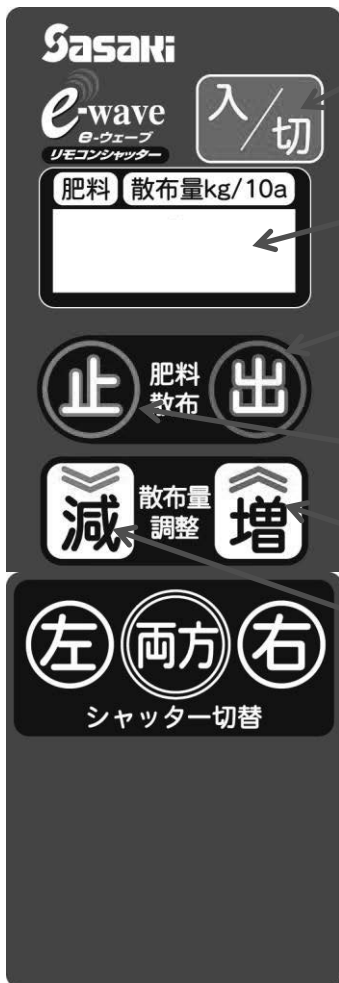 Sasaki
e-wave
入/切
e-ウェーブ
リモコンシャッター
肥料 散布量kg/10a
止 肥料散布 出
減 散布量調整 増
左 両方 右
シャッター切替